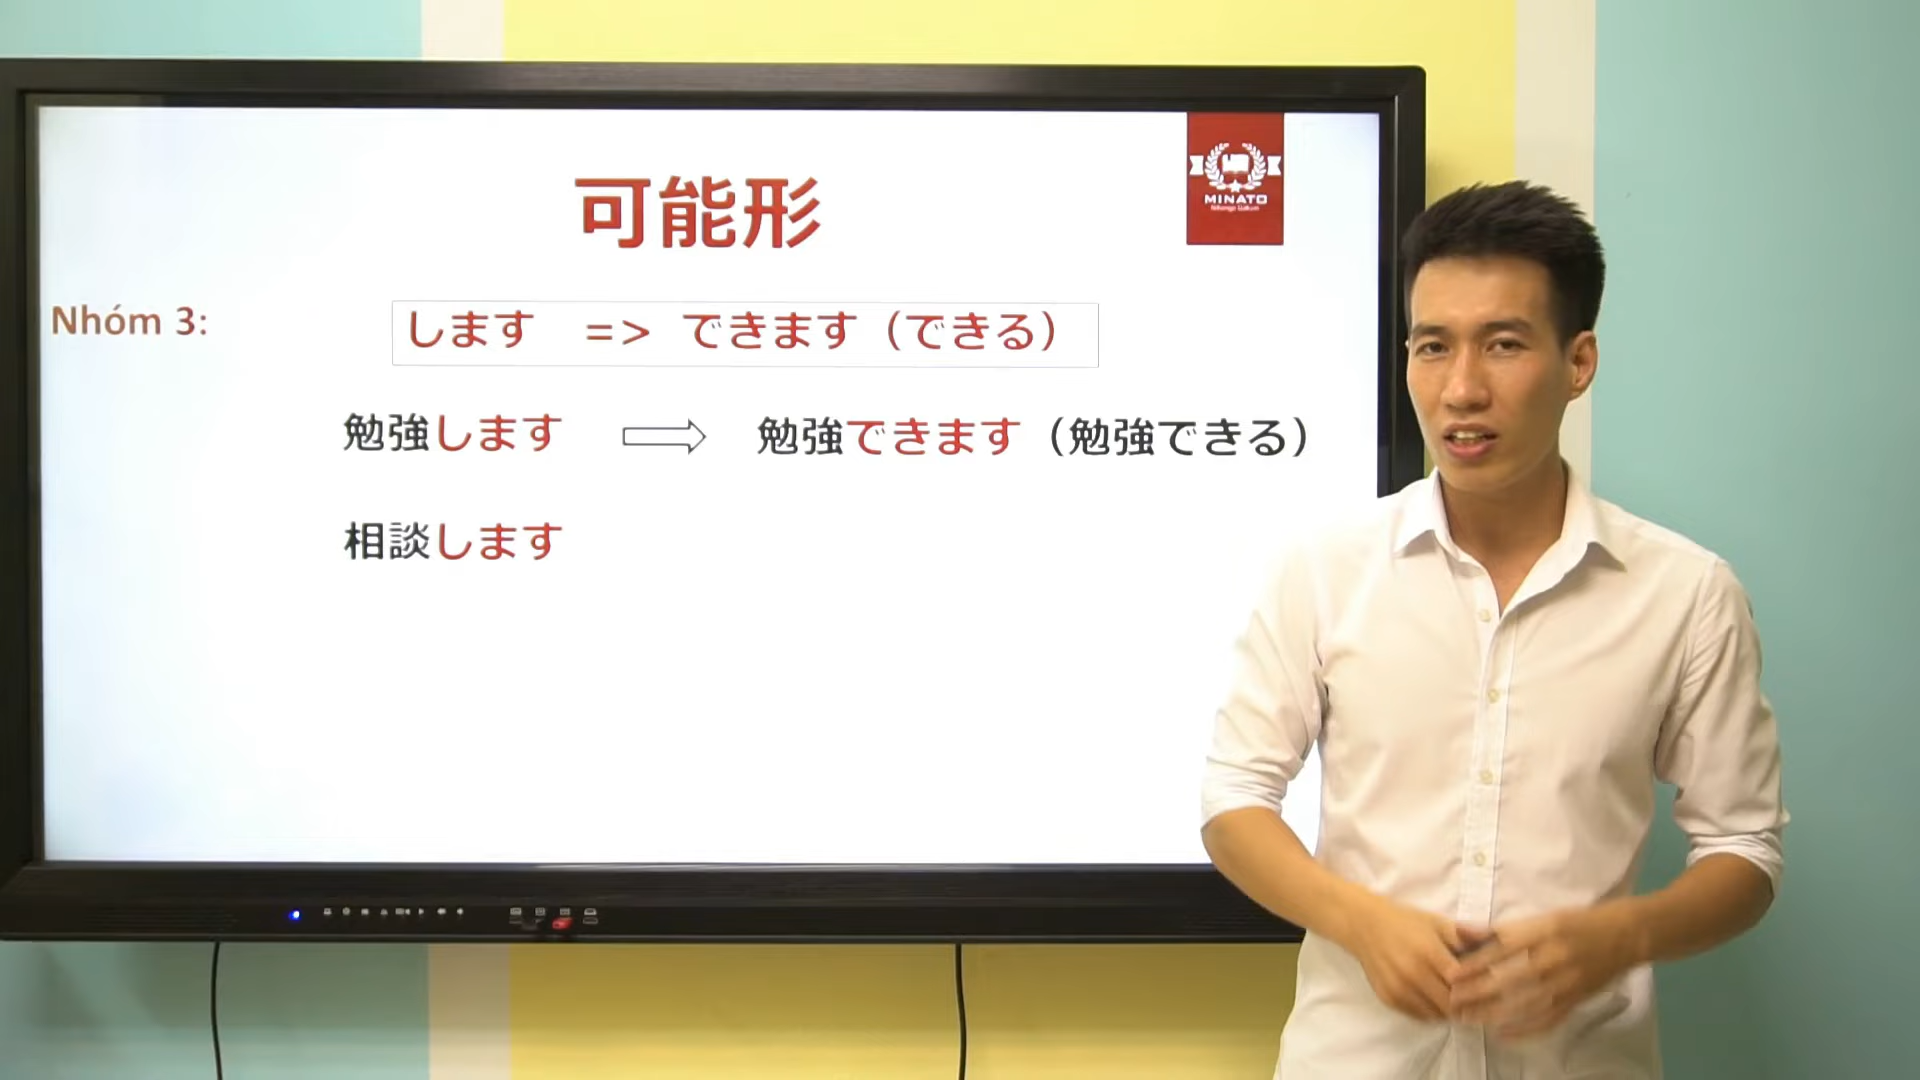 可能形
MINATO
Nhóm 3:
します => できます（できる）
勉強します 勉強できます（勉強できる）
相談します